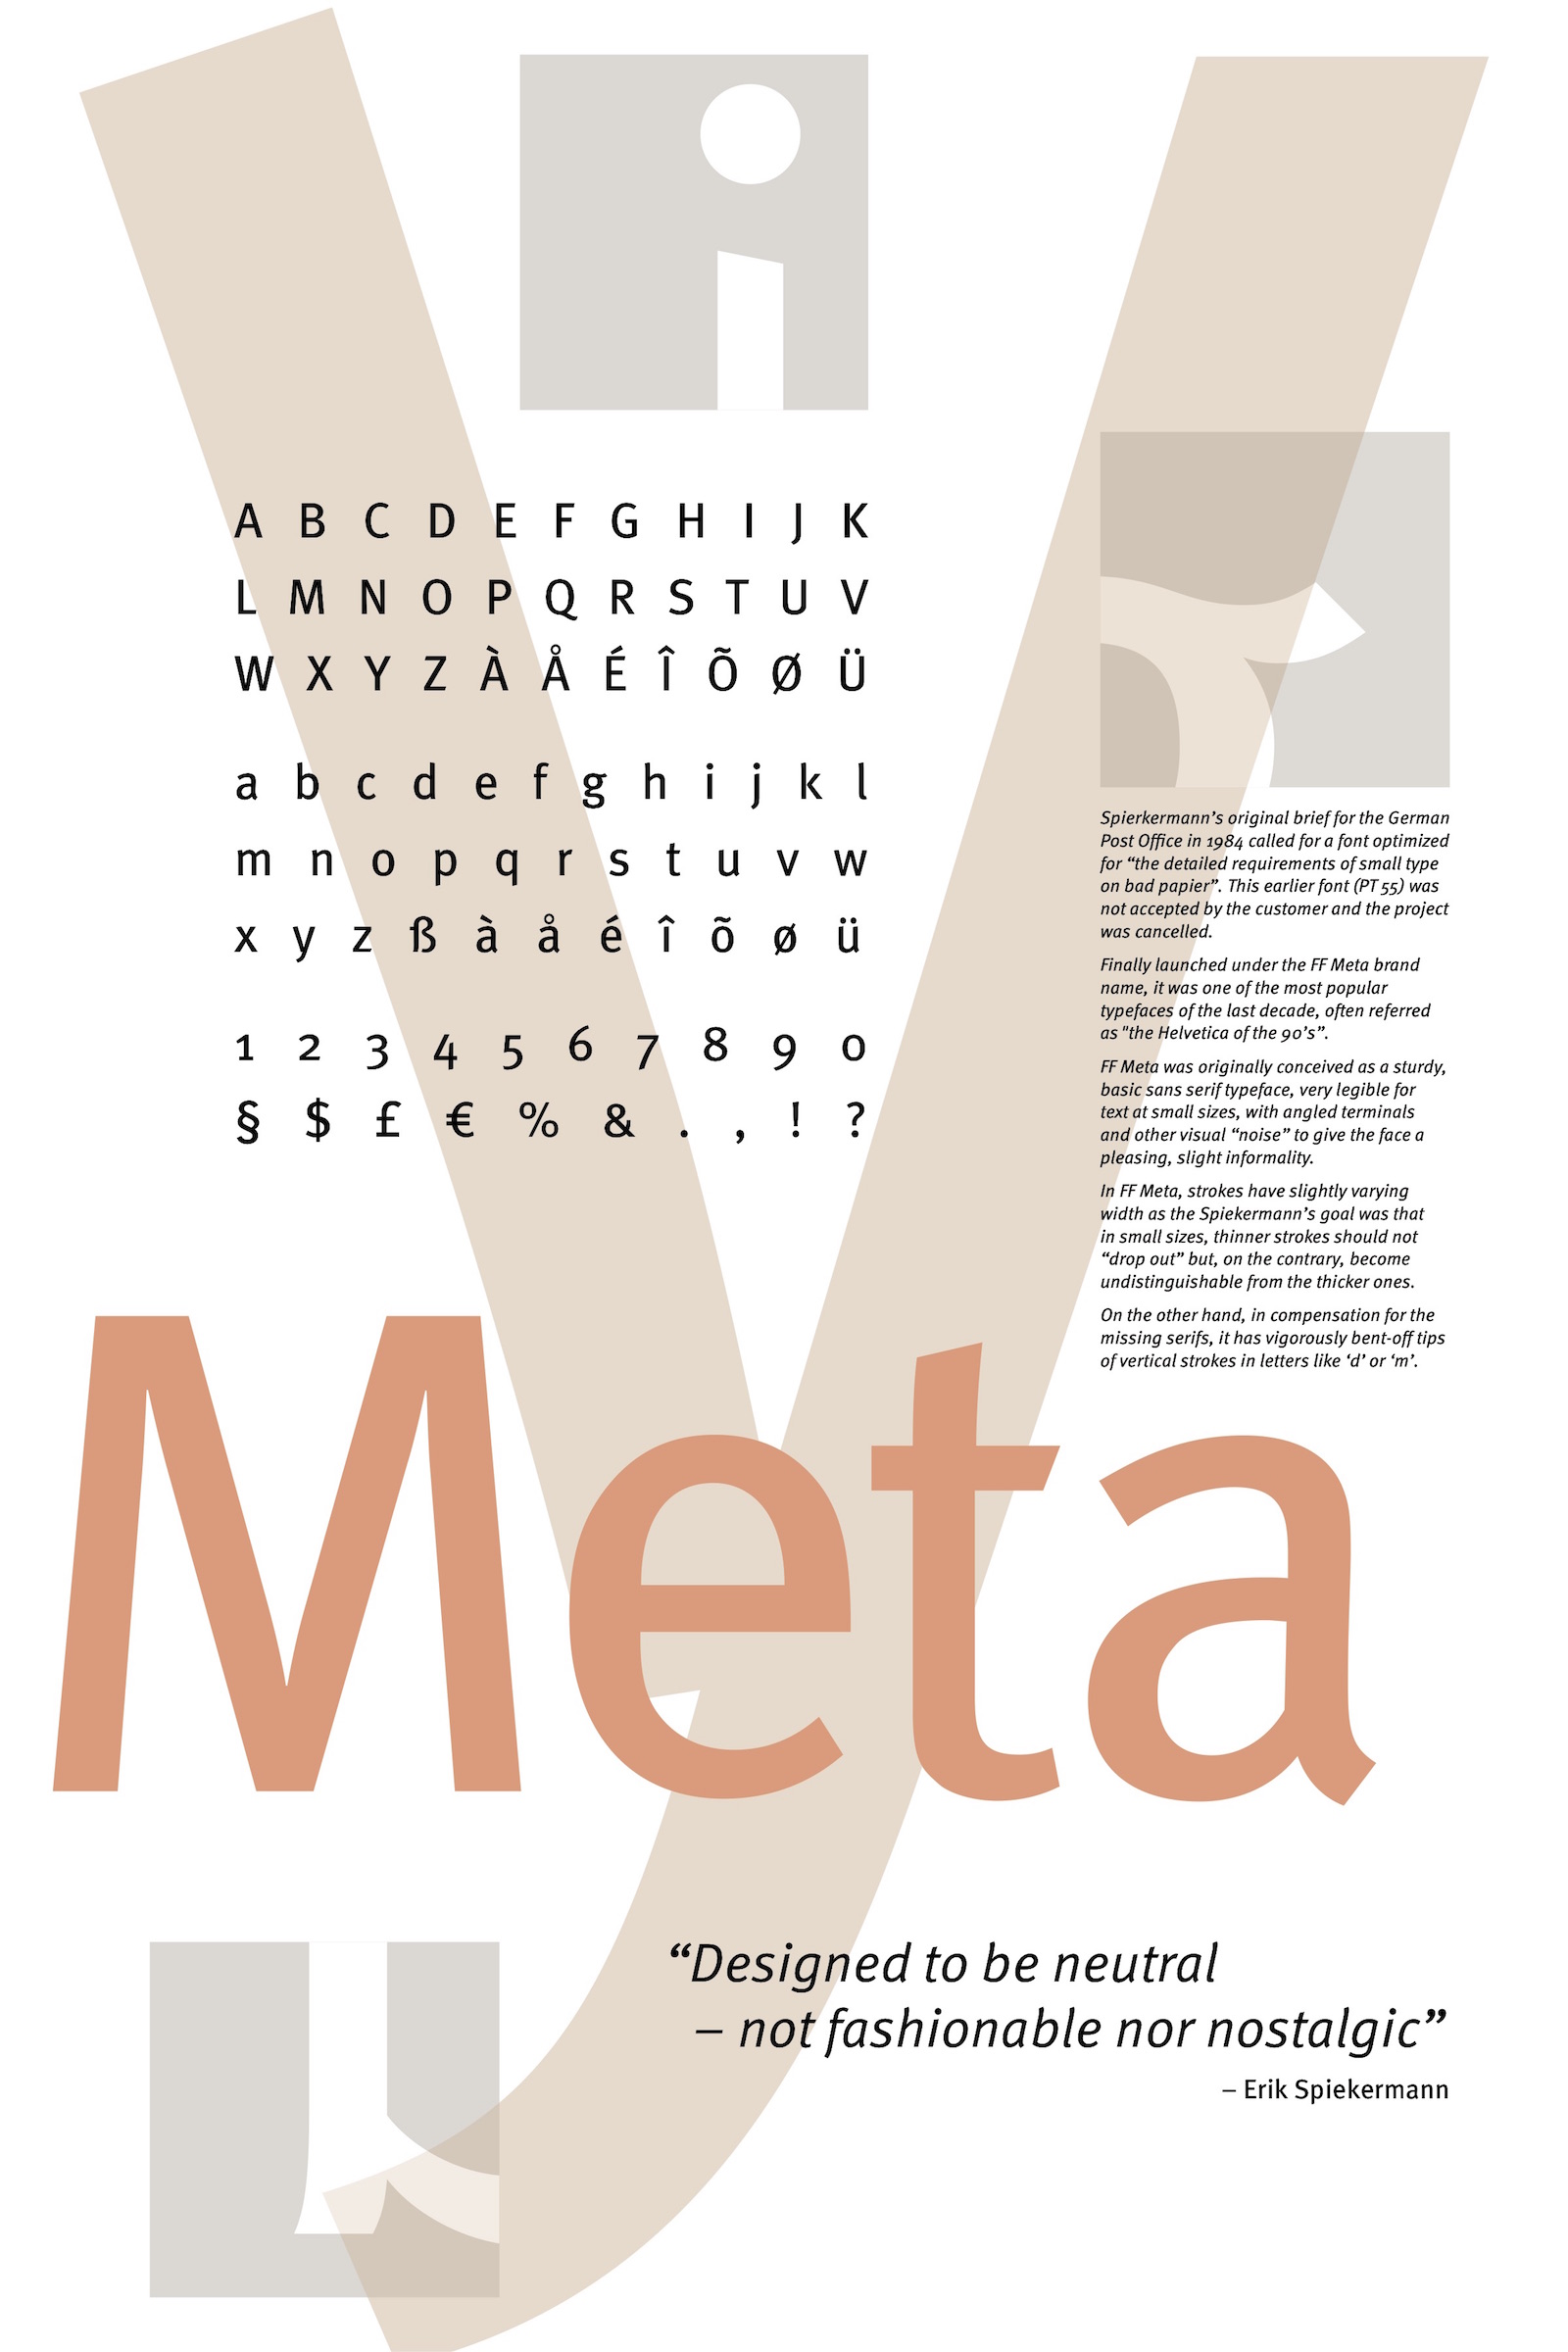 i
A B C D E F G H I J K
L M N O P Q R S T U V
W X Y Z À Å É Î Õ Ø Ü
a b c d e f g h i j k l
m n o p q r s t u v w
x y z ß à å é î õ ø ü
1 2 3 4 5 6 7 8 9 0
§ $ £ € % & . , ! ?
Spierkermann’s original brief for the German
Post Office in 1984 called for a font optimized
for “the detailed requirements of small type
on bad papier”. This earlier font (PT 55) was
not accepted by the customer and the project
was cancelled.
Finally launched under the FF Meta brand
name, it was one of the most popular
typefaces of the last decade, often referred
as "the Helvetica of the 90’s”.
FF Meta was originally conceived as a sturdy,
basic sans serif typeface, very legible for
text at small sizes, with angled terminals
and other visual “noise” to give the face a
pleasing, slight informality.
In FF Meta, strokes have slightly varying
width as the Spiekermann’s goal was that
in small sizes, thinner strokes should not
“drop out” but, on the contrary, become
undistinguishable from the thicker ones.
On the other hand, in compensation for the
missing serifs, it has vigorously bent-off tips
of vertical strokes in letters like ‘d’ or ‘m’.
y
Meta
“Designed to be neutral
– not fashionable nor nostalgic”
– Erik Spiekermann